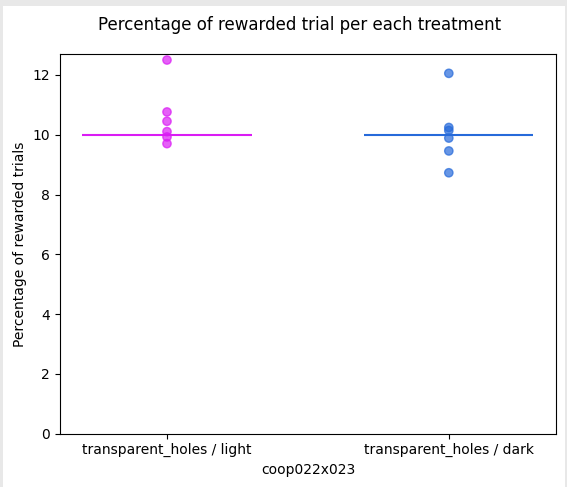 Percentage of rewarded trial per each treatment
Percentage of rewarded trials
12
10
8
6
4
2
0
transparent_holes / light
transparent_holes / dark
coop022x023